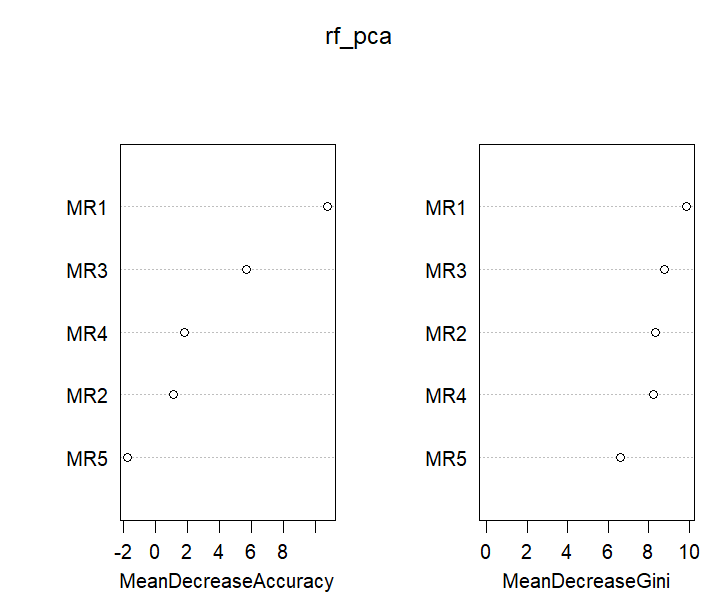 rf_pca
MR1
MR3
MR4
MR2
MR5
-2 0 2 4 6 8
MeanDecreaseAccuracy
MR1
MR3
MR2
MR4
MR5
0 2 4 6 8 10
MeanDecreaseGini